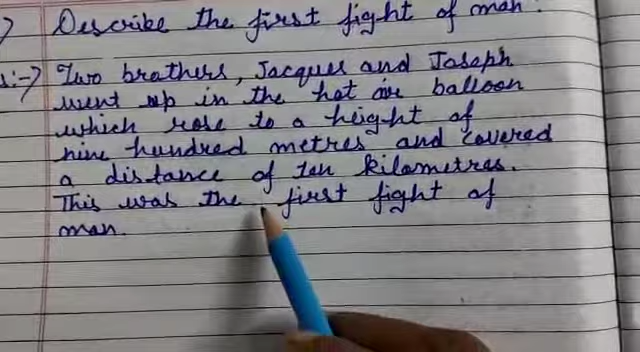 Describe the first fight of man.
s:-> Two brothers, Jacques and Joseph
went up in the hot air balloon
which rose to a height of
nine hundred metres and covered
a distance of ten kilometres.
This was the first fight of
man.